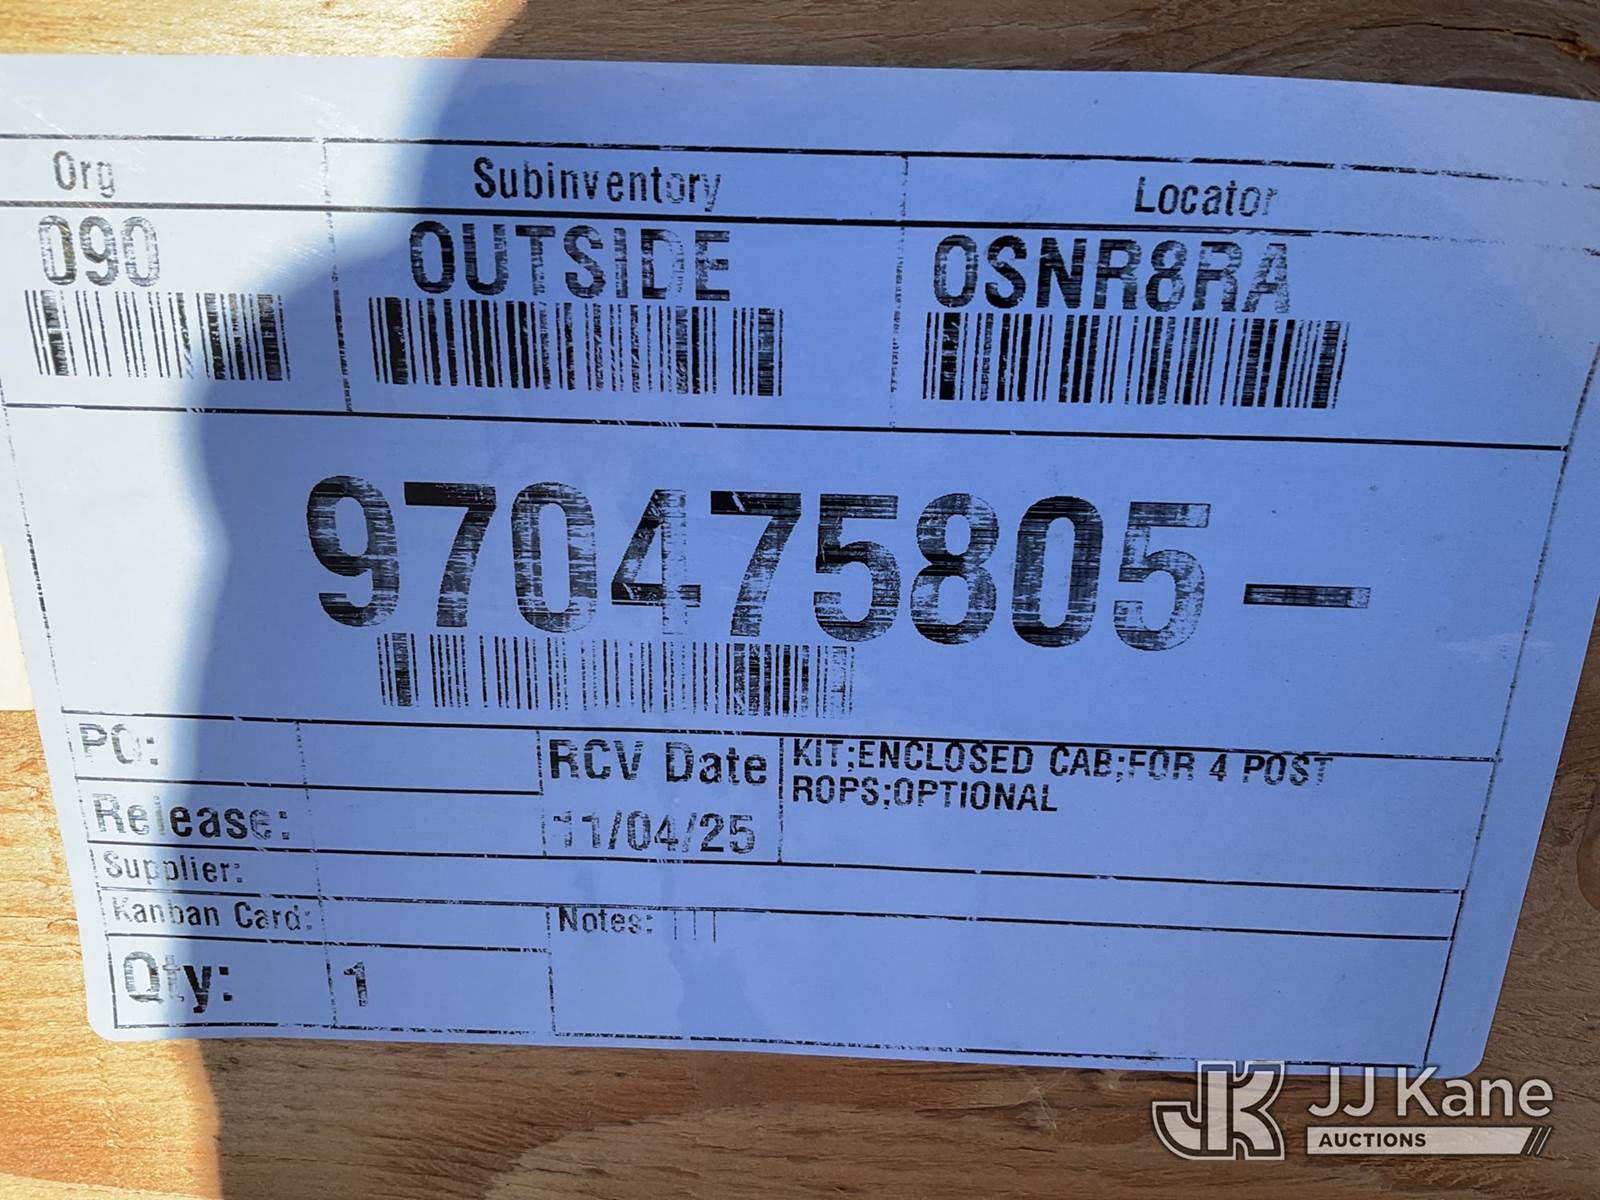 Org Subinventory Locator
090 OUTSIDE OSNR8RA
970475805-
PO: RCV Date KIT;ENCLOSED CAB;FOR 4 POST
ROPS;OPTIONAL
Release: 11/04/25
Supplier:
Kanban Card: Notes:
Qty: 1
JK JJ Kane
AUCTIONS